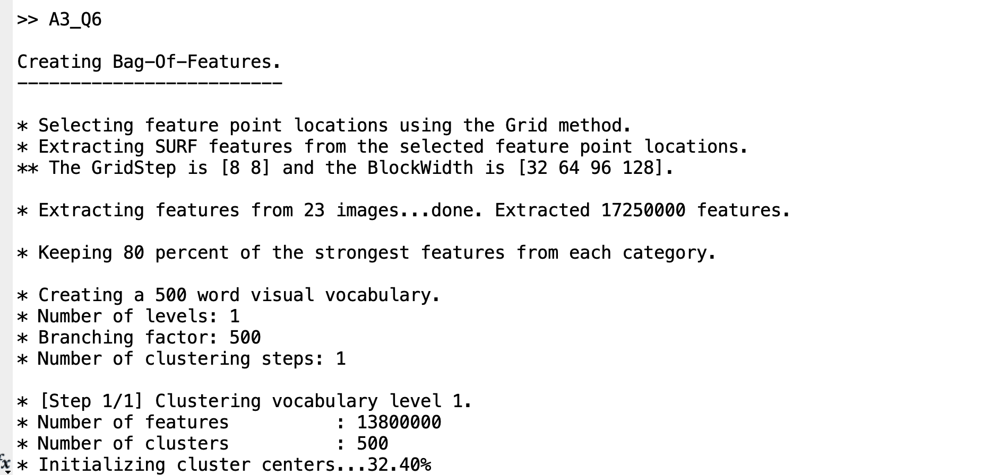 >> A3_Q6
Creating Bag-Of-Features.
-------------------------
* Selecting feature point locations using the Grid method.
* Extracting SURF features from the selected feature point locations.
** The GridStep is [8 8] and the BlockWidth is [32 64 96 128].
* Extracting features from 23 images...done. Extracted 17250000 features.
* Keeping 80 percent of the strongest features from each category.
* Creating a 500 word visual vocabulary.
* Number of levels: 1
* Branching factor: 500
* Number of clustering steps: 1
* [Step 1/1] Clustering vocabulary level 1.
* Number of features          : 13800000
* Number of clusters          : 500
fx * Initializing cluster centers...32.40%